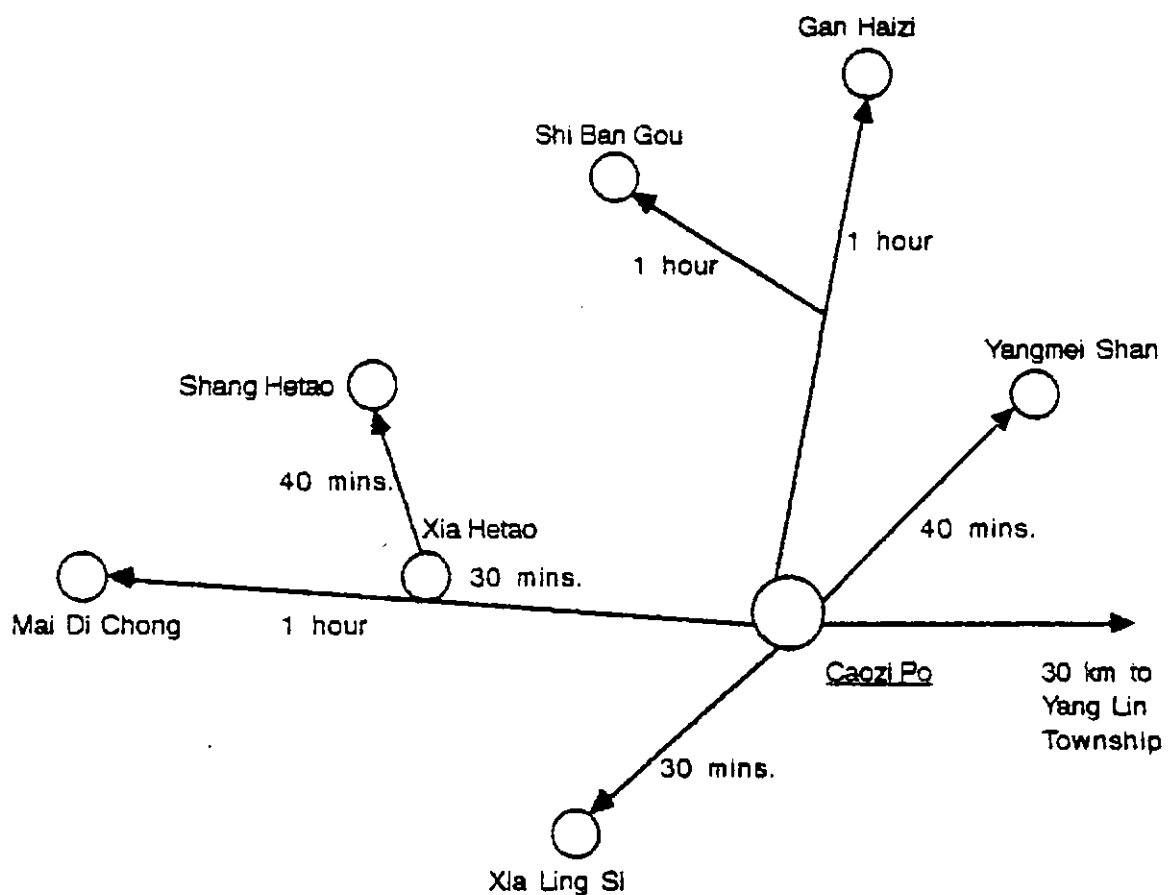 Gan Haizi
Shi Ban Gou
1 hour
1 hour
Yangmei Shan
Shang Hetao
40 mins.
Xia Hetao
40 mins.
30 mins.
Mai Di Chong
1 hour
Caozi Po
30 km to
Yang Lin
Township
30 mins.
Xia Ling Si